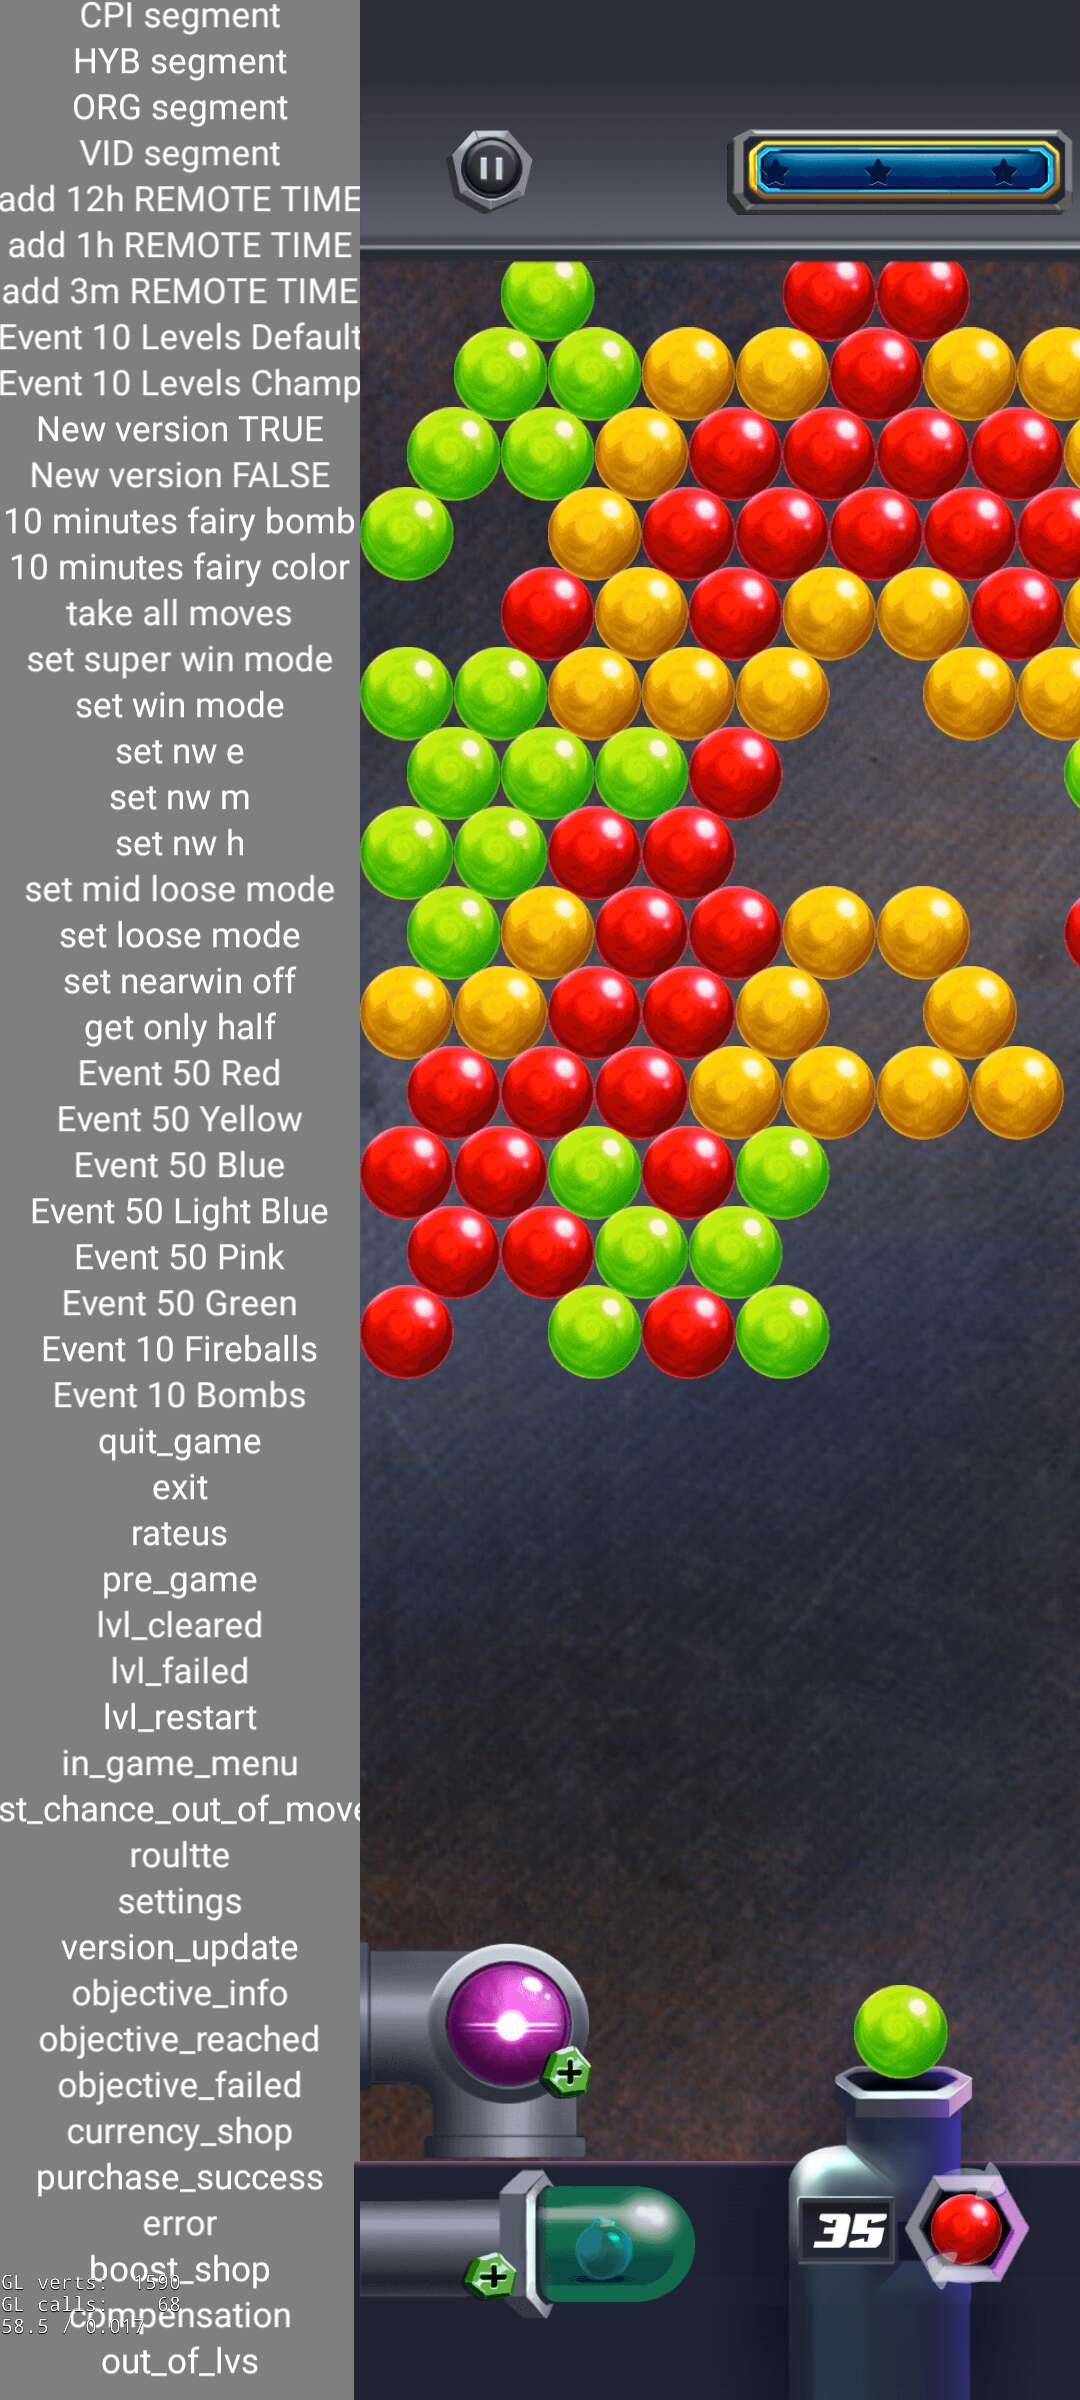 CPI segment
HYB segment
ORG segment
VID segment
add 12h REMOTE TIME
add 1h REMOTE TIME
add 3m REMOTE TIME
Event 10 Levels Default
Event 10 Levels Champ
New version TRUE
New version FALSE
10 minutes fairy bomb
10 minutes fairy color
take all moves
set super win mode
set win mode
set nw e
set nw m
set nw h
set mid loose mode
set loose mode
set nearwin off
get only half
Event 50 Red
Event 50 Yellow
Event 50 Blue
Event 50 Light Blue
Event 50 Pink
Event 50 Green
Event 10 Fireballs
Event 10 Bombs
quit_game
exit
rateus
pre_game
lvl_cleared
lvl_failed
lvl_restart
in_game_menu
st_chance_out_of_move
roultte
settings
version_update
objective_info
objective_reached
objective_failed
currency_shop
purchase_success
error
boost_shop
compensation
out_of_lvs
GL verts: 1590
GL calls: 68
58.5 / 0.017
35